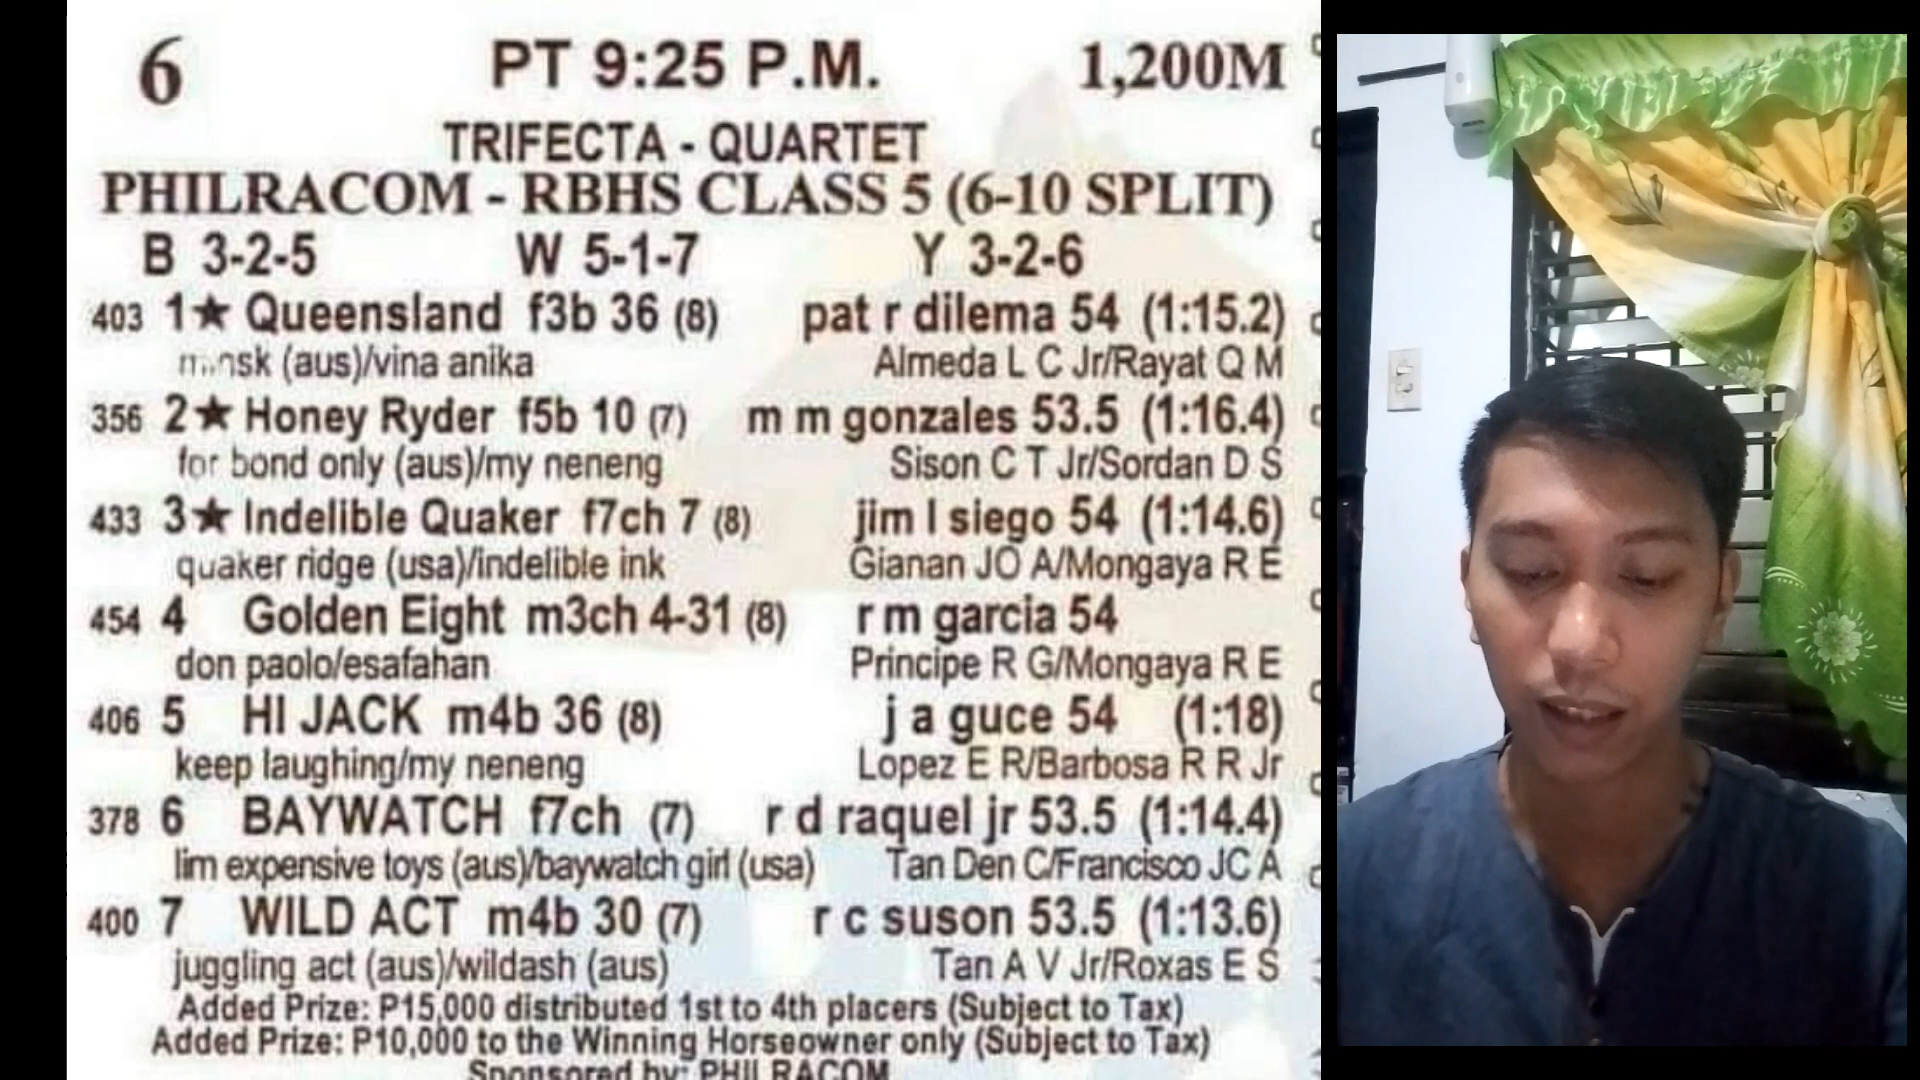 6 PT 9:25 P.M. 1,200M
TRIFECTA - QUARTET
PHILRACOM - RBHS CLASS 5 (6-10 SPLIT)
B 3-2-5 W 5-1-7 Y 3-2-6
403 1★ Queensland f3b 36 (8) pat r dilema 54 (1:15.2)
(aus)/vina anika Almeda L C Jr/Rayat Q M
356 2★ Honey Ryder f5b 10 (7) m m gonzales 53.5 (1:16.4)
for bond only (aus)/my neneng Sison C T Jr/Sordan D S
433 3★ Indelible Quaker f7ch 7 (8) jim l siego 54 (1:14.6)
quaker ridge (usa)/indelible ink Gianan JO A/Mongaya R E
454 4 Golden Eight m3ch 4-31 (8) r m garcia 54
don paolo/esafahan Principe R G/Mongaya R E
406 5 HI JACK m4b 36 (8) j a guce 54 (1:18)
keep laughing/my neneng Lopez E R/Barbosa R R Jr
378 6 BAYWATCH f7ch (7) r d raquel jr 53.5 (1:14.4)
lim expensive toys (aus)/baywatch girl (usa) Tan Den C/Francisco JC A
400 7 WILD ACT m4b 30 (7) r c suson 53.5 (1:13.6)
juggling act (aus)/wildash (aus) Tan A V Jr/Roxas E S
Added Prize: P15,000 distributed 1st to 4th placers (Subject to Tax)
Added Prize: P10,000 to the Winning Horseowner only (Subject to Tax)
Sponsored by: PHILRACOM